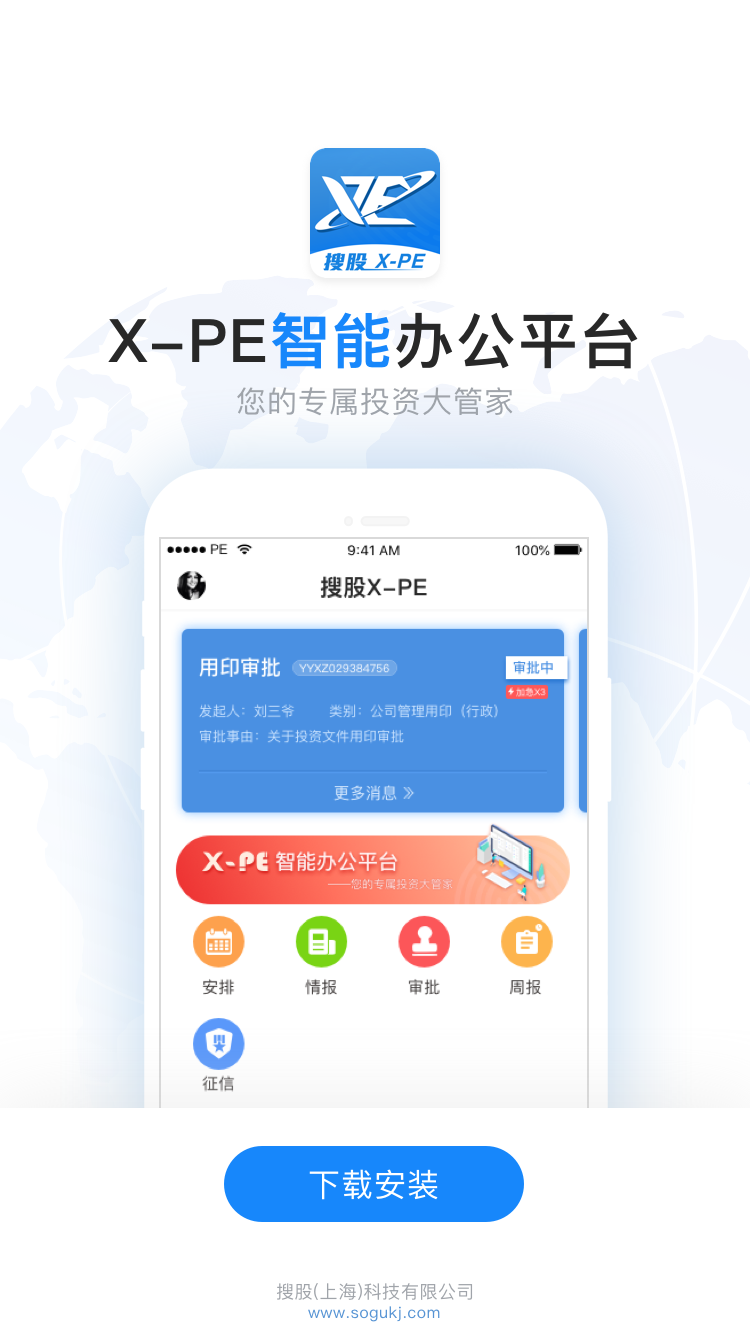 搜股 X-PE
X-PE智能办公平台
您的专属投资大管家
PE 9:41 AM 100%
搜股X-PE
用印审批 YYXZ029384756 审批中
加急X3
发起人：刘三爷 类别：公司管理用印（行政）
审批事由：关于投资文件用印审批
更多消息
X-PE 智能办公平台
——您的专属投资大管家
安排 情报 审批 周报
征信
下载安装
搜股(上海)科技有限公司
www.sogukj.com